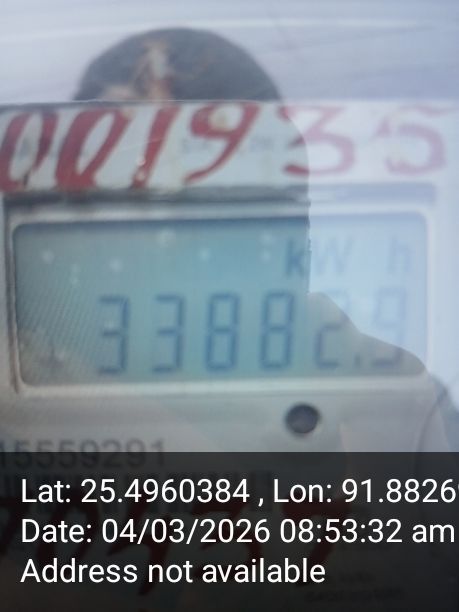 001935
kWh
33882.9
15559291
Lat: 25.4960384 , Lon: 91.8826
Date: 04/03/2026 08:53:32 am
Address not available